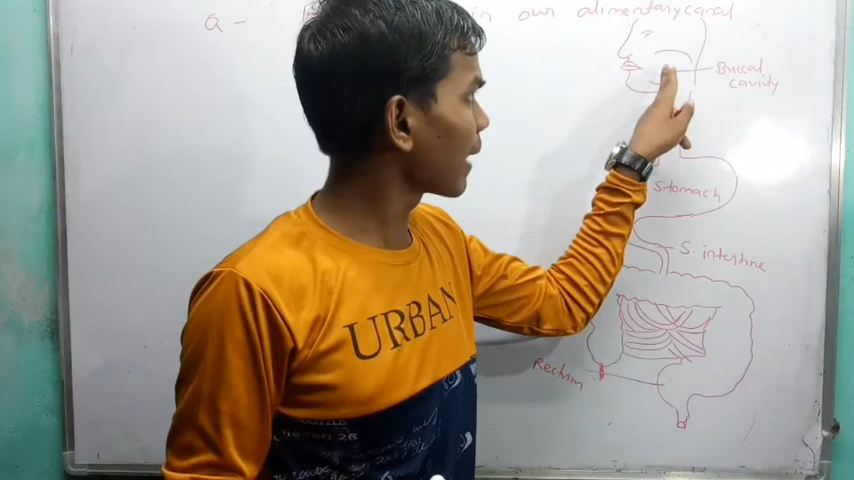 Q - in our alimentary canal
Buccal
cavity
Stomach
S. intestine
Rectum
URBAN